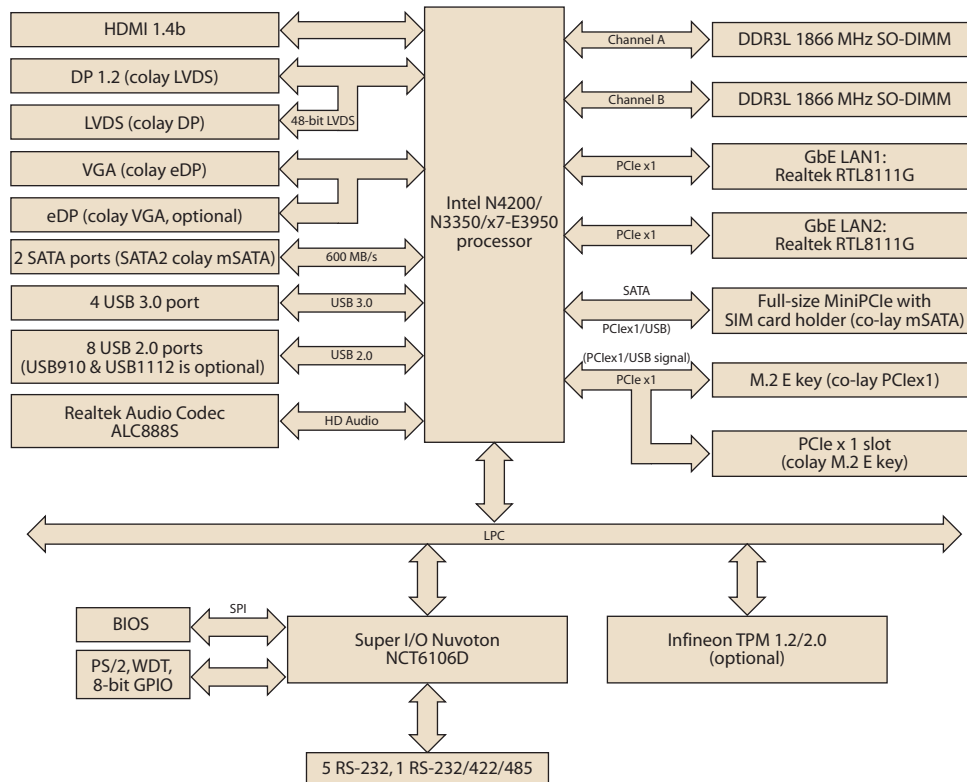 HDMI 1.4b
DP 1.2 (colay LVDS)
48-bit LVDS
LVDS (colay DP)
VGA (colay eDP)
eDP (colay VGA, optional)
2 SATA ports (SATA2 colay mSATA)
600 MB/s
4 USB 3.0 port
USB 3.0
8 USB 2.0 ports
(USB910 & USB1112 is optional)
USB 2.0
Realtek Audio Codec
ALC888S
HD Audio
Intel N4200/
N3350/x7-E3950
processor
Channel A
DDR3L 1866 MHz SO-DIMM
Channel B
DDR3L 1866 MHz SO-DIMM
PCIe x1
GbE LAN1:
Realtek RTL8111G
PCIe x1
GbE LAN2:
Realtek RTL8111G
SATA
PCIex1/USB)
Full-size MiniPCIe with
SIM card holder (co-lay mSATA)
(PCIex1/USB signal)
PCIe x1
M.2 E key (co-lay PCIex1)
PCIe x 1 slot
(colay M.2 E key)
LPC
BIOS
SPI
PS/2, WDT,
8-bit GPIO
Super I/O Nuvoton
NCT6106D
Infineon TPM 1.2/2.0
(optional)
5 RS-232, 1 RS-232/422/485